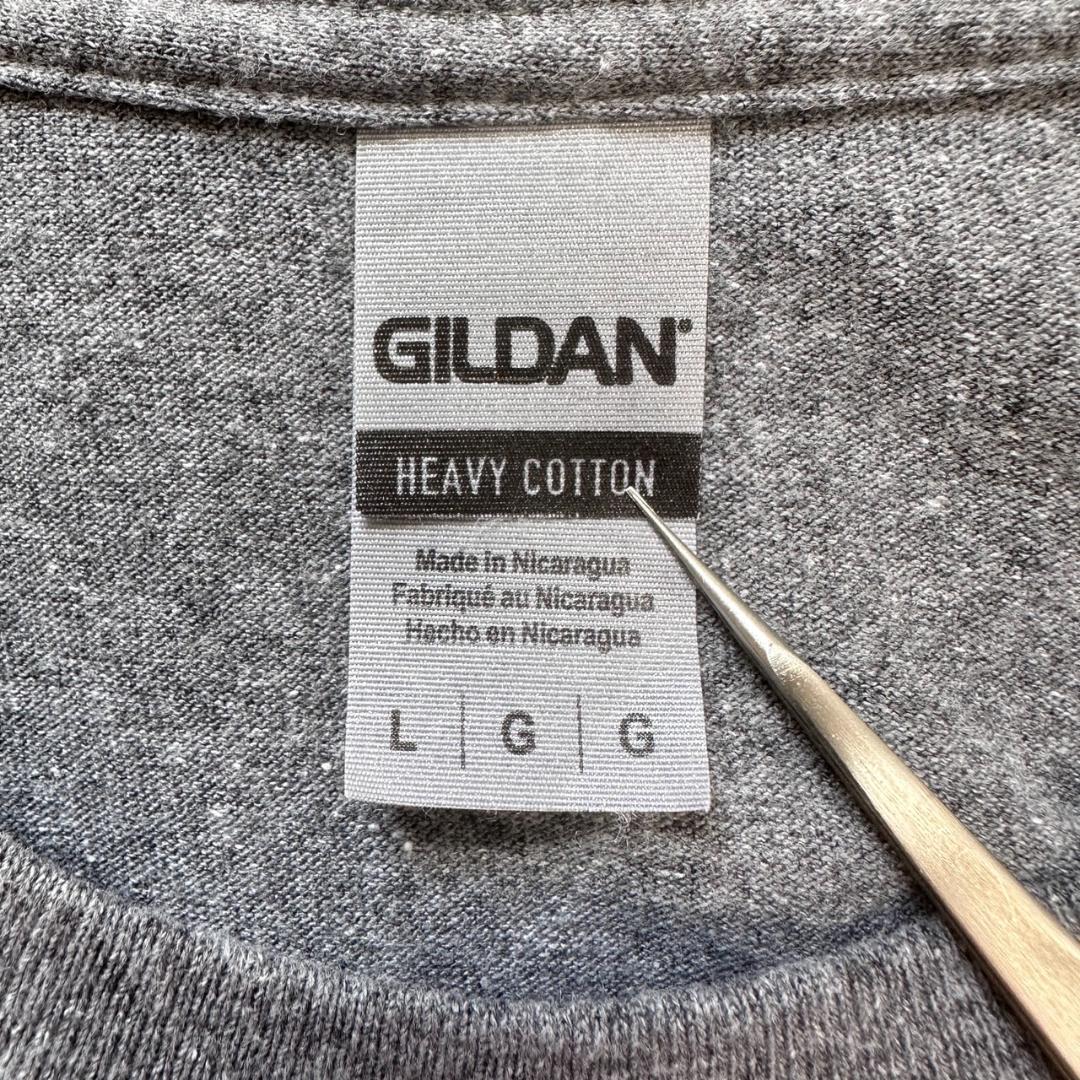 GILDAN®
HEAVY COTTON
Made in Nicaragua
Fabriqué au Nicaragua
Hecho en Nicaragua
L | G | G